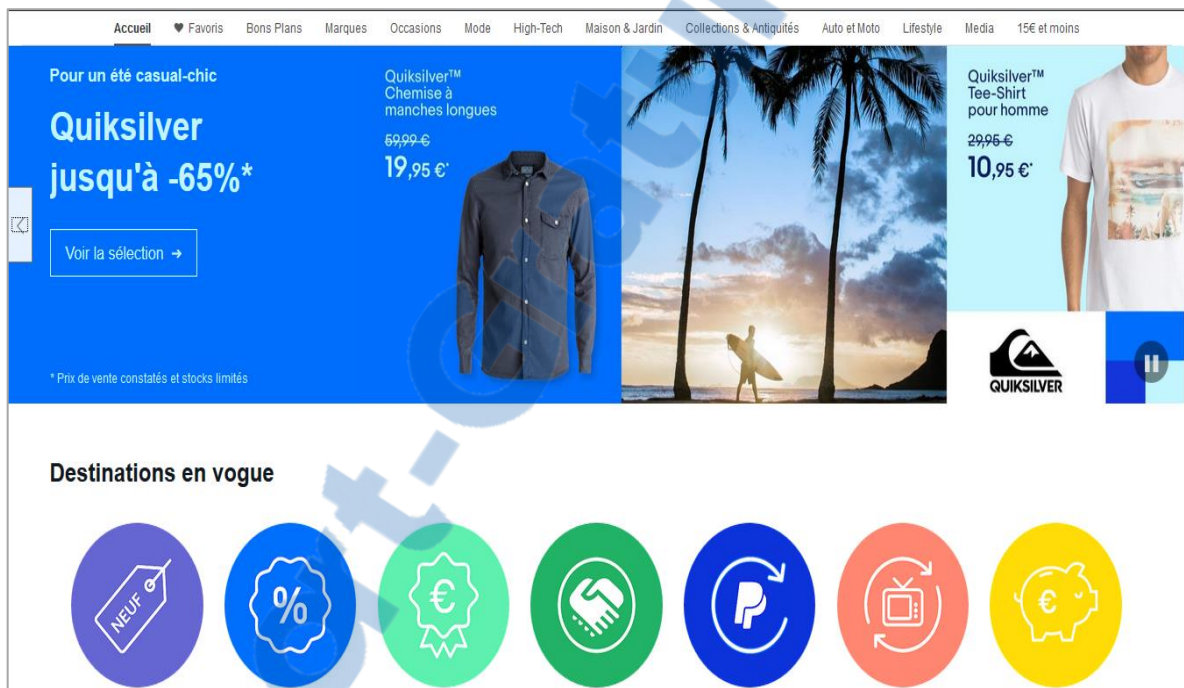 Accueil ♥ Favoris Bons Plans Marques Occasions Mode High-Tech Maison & Jardin Collections & Antiquités Auto et Moto Lifestyle Media 15€ et moins
Pour un été casual-chic
Quiksilver
jusqu'à -65%*
Voir la sélection →
* Prix de vente constatés et stocks limités
Quiksilver™
Chemise à
manches longues
59,99 €
19,95 €*
Quiksilver™
Tee-Shirt
pour homme
29,95 €
10,95 €*
QUIKSILVER
Destinations en vogue
NEUF
%
€
€